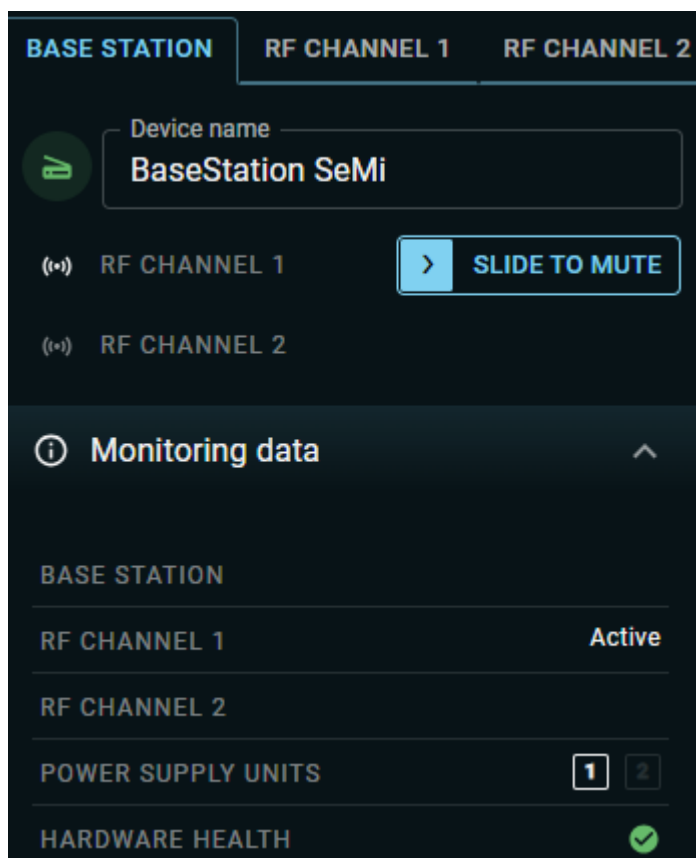 BASE STATION RF CHANNEL 1 RF CHANNEL 2
Device name
BaseStation SeMi
RF CHANNEL 1 SLIDE TO MUTE
RF CHANNEL 2
Monitoring data
BASE STATION
RF CHANNEL 1 Active
RF CHANNEL 2
POWER SUPPLY UNITS 1 2
HARDWARE HEALTH